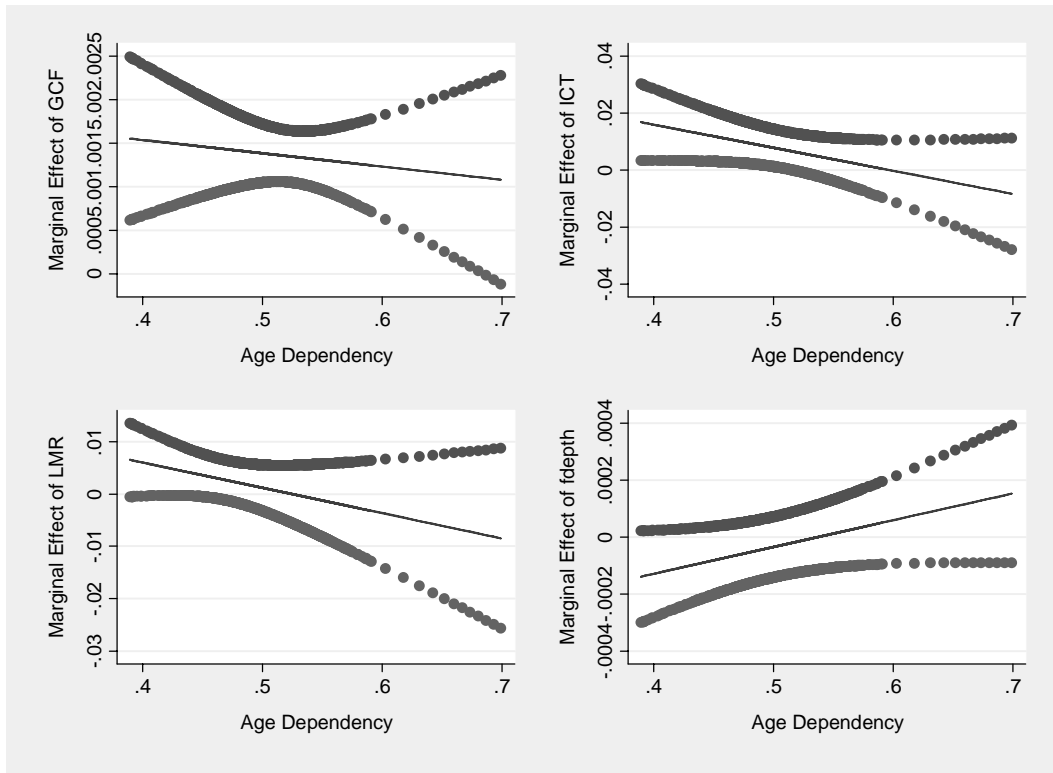 Marginal Effect of GCF
0 .0005 .001 .0015 .002 .0025
.4 .5 .6 .7
Age Dependency
Marginal Effect of ICT
-.04 -.02 0 .02 .04
.4 .5 .6 .7
Age Dependency
Marginal Effect of LMR
-.03 -.02 -.01 0 .01
.4 .5 .6 .7
Age Dependency
Marginal Effect of fdepth
-.0004 -.0002 0 .0002 .0004
.4 .5 .6 .7
Age Dependency